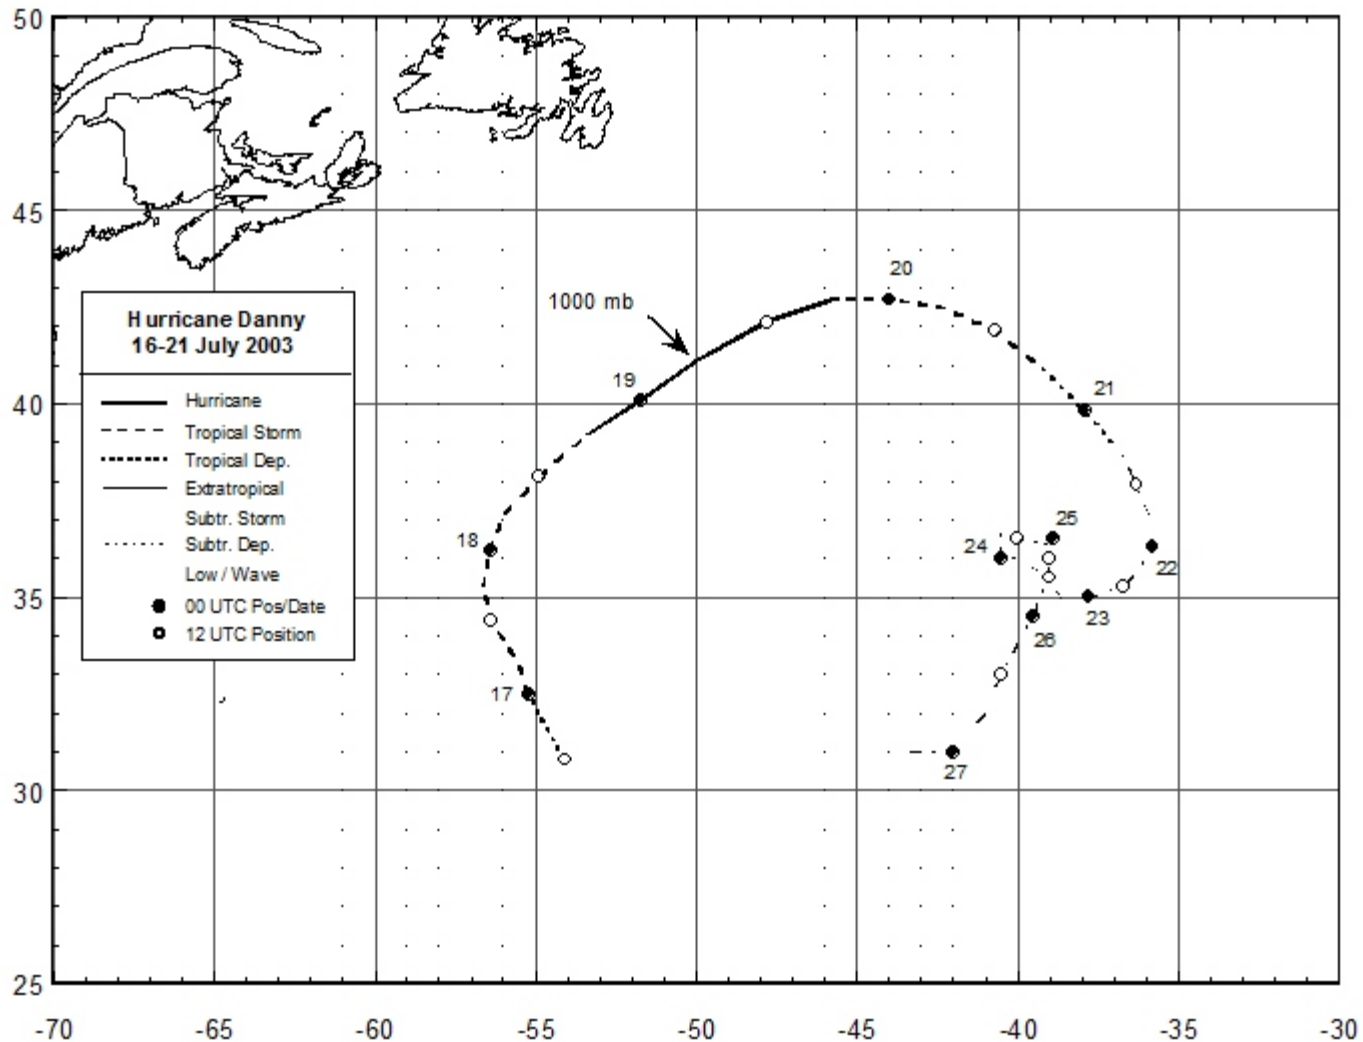 50
45
40
35
30
25
-70
-65
-60
-55
-50
-45
-40
-35
-30
Hurricane Danny
16-21 July 2003
Hurricane
Tropical Storm
Tropical Dep.
Extratropical
Subtr. Storm
Subtr. Dep.
Low / Wave
00 UTC Pos/Date
12 UTC Position
1000 mb
17
18
19
20
21
22
23
24
25
26
27